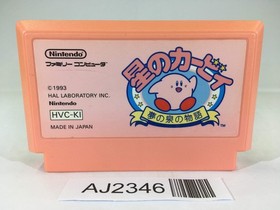 Nintendo
ファミリー コンピュータ
©1993
HAL LABORATORY INC.
Nintendo
HVC-KI
MADE IN JAPAN
星のカービィ
夢の泉の物語
AJ2346